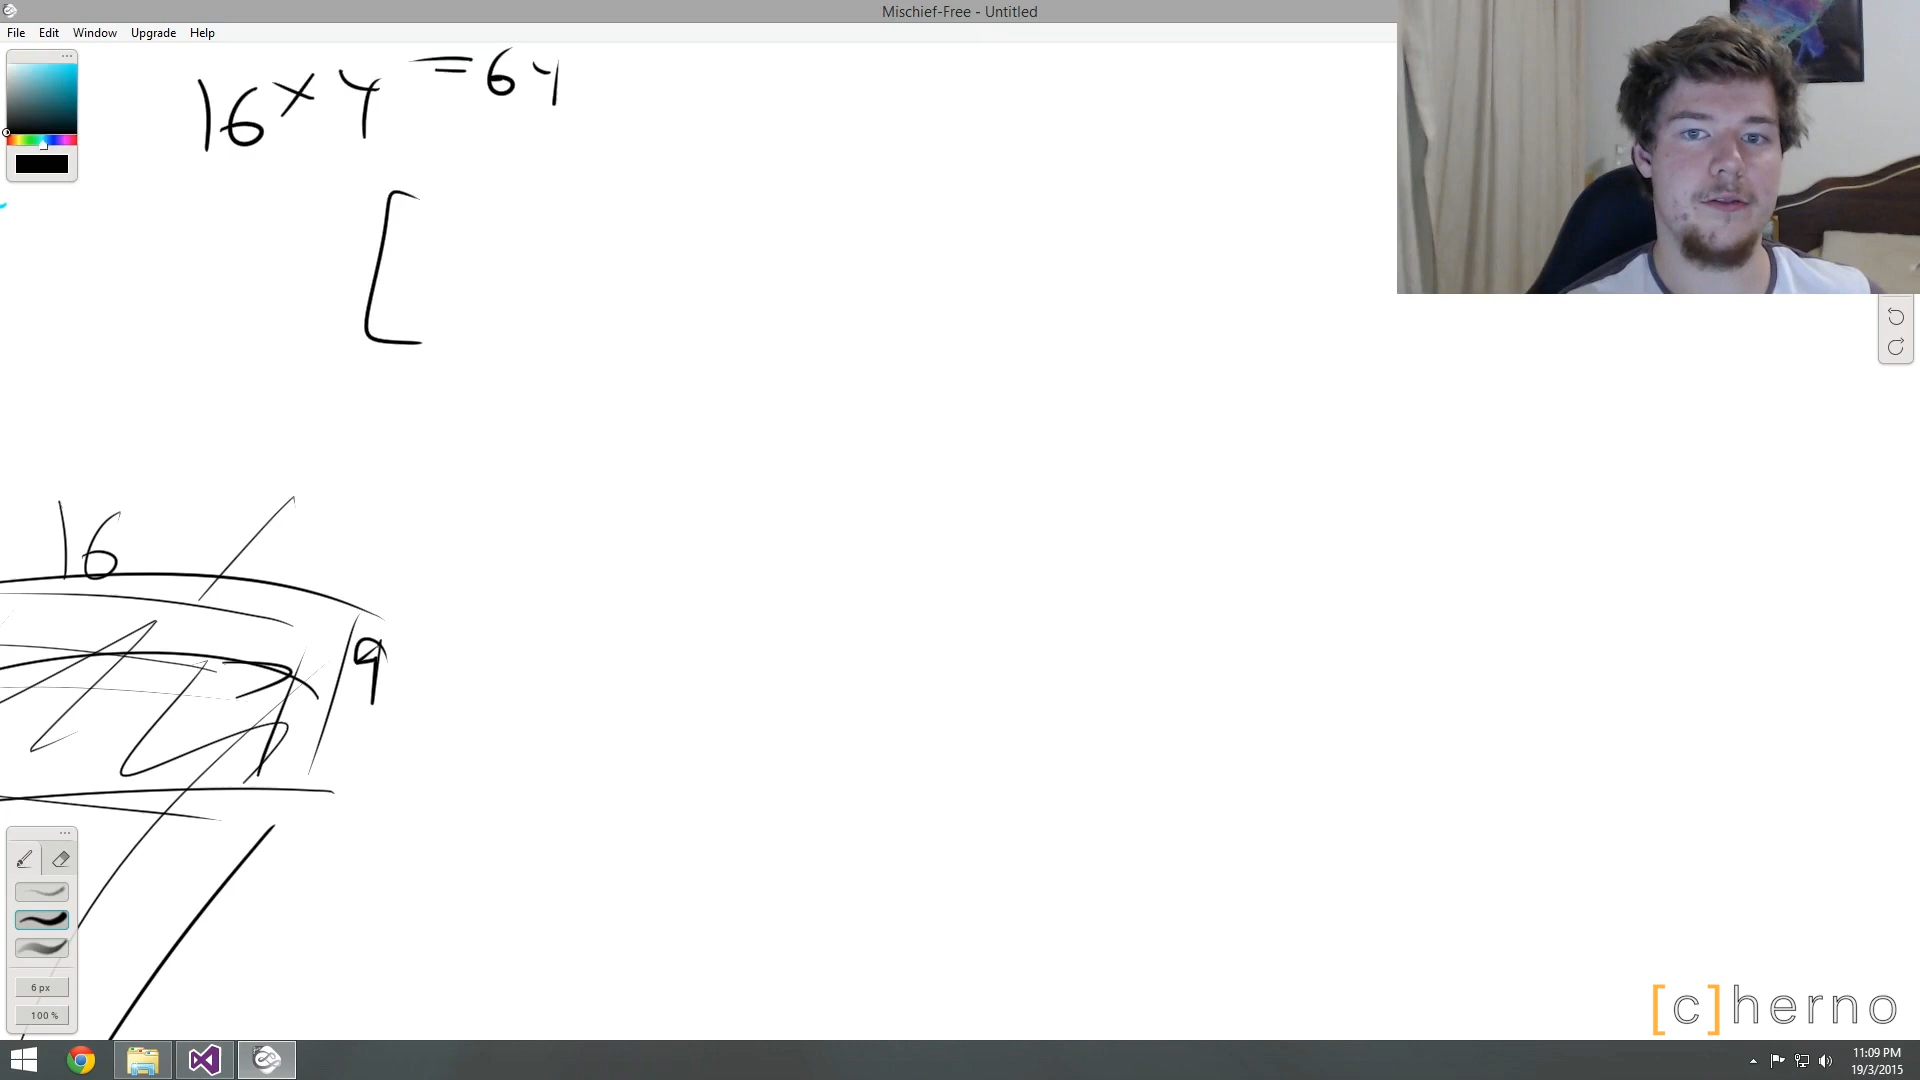 Mischief-Free - Untitled
File Edit Window Upgrade Help
16 × 4 = 64
[
16
9
6 px
100 %
[c]herno
11:09 PM
19/3/2015